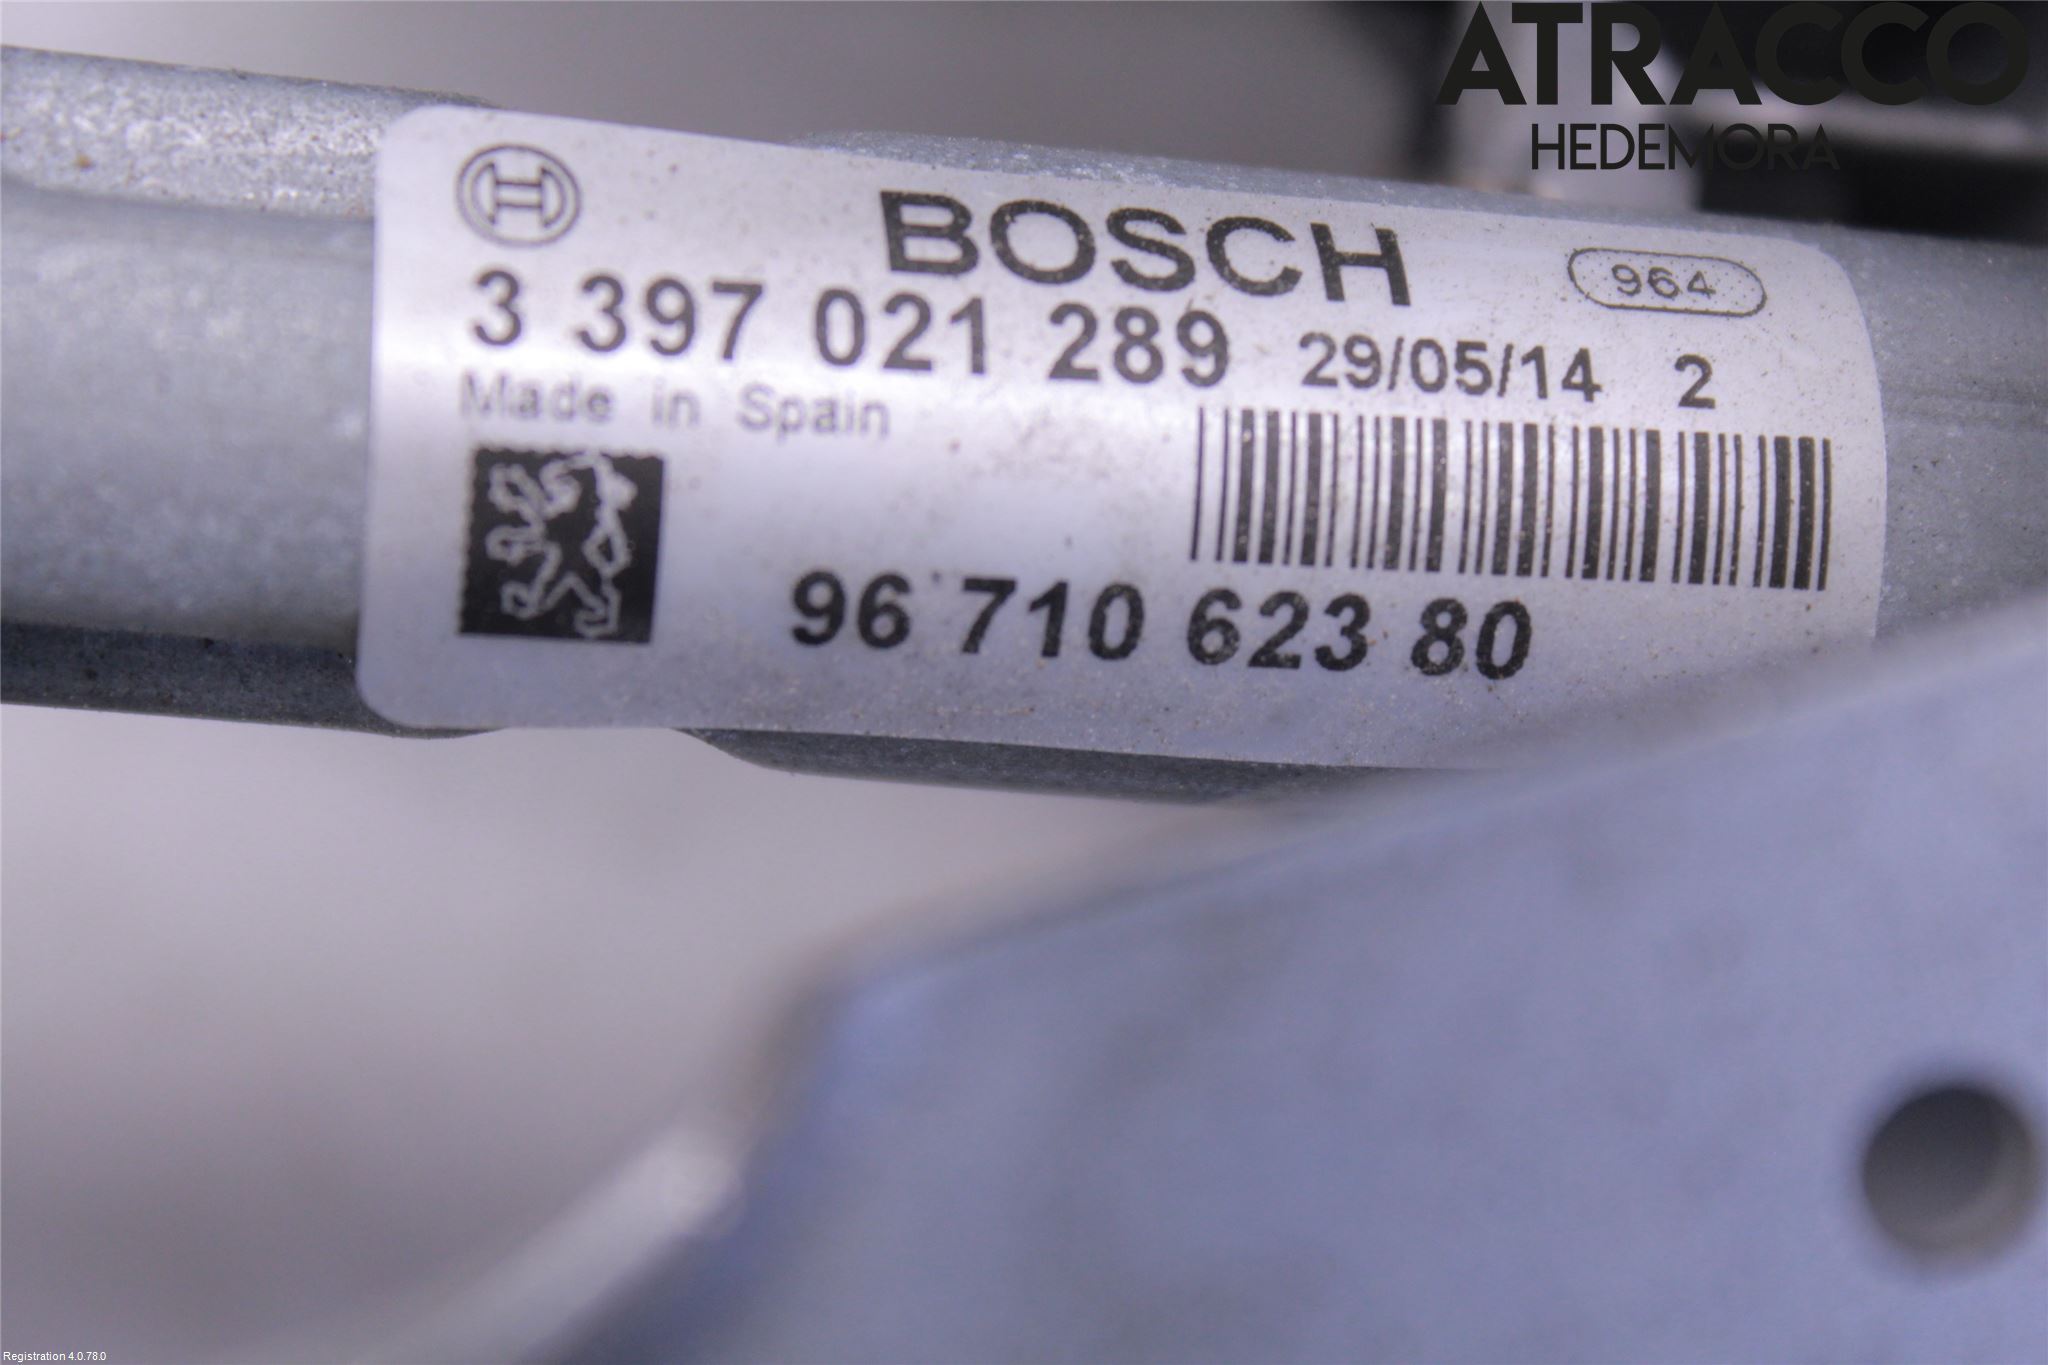 ATRACCO
HEDEMORA
BOSCH
964
3 397 021 289 29/05/14 2
Made in Spain
96 710 623 80
Registration 4.0.78.0